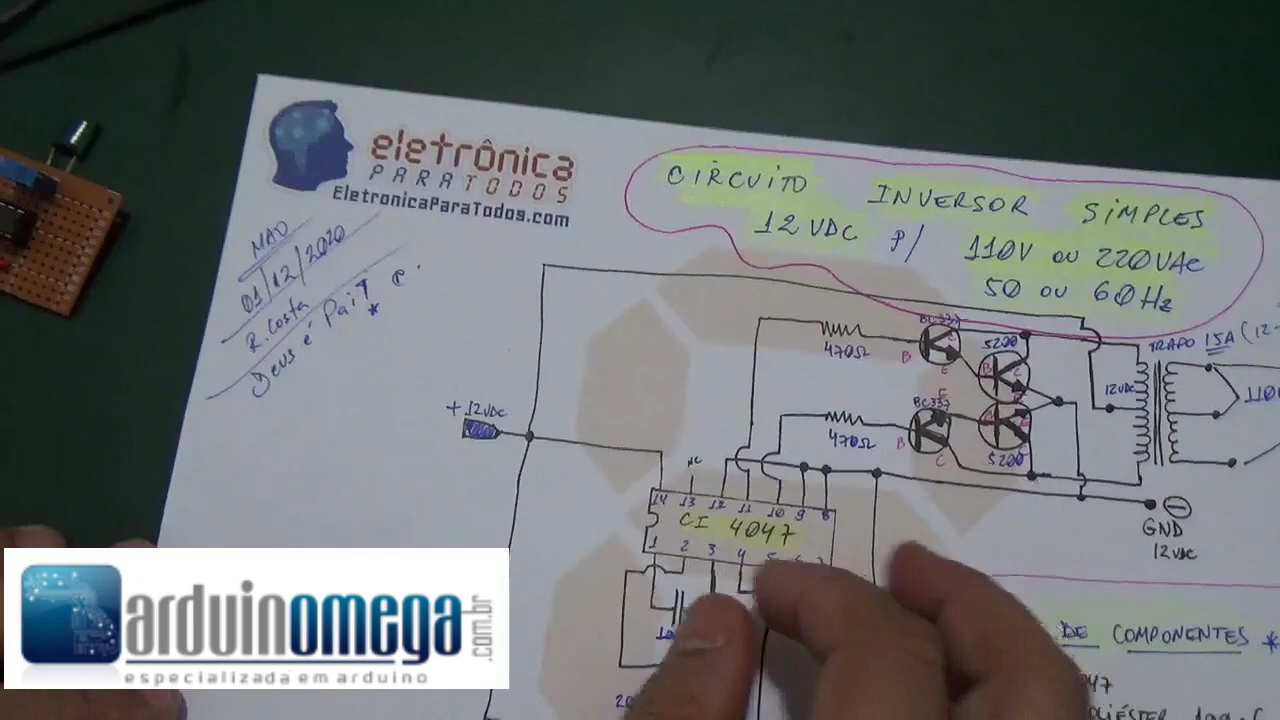 eletrônica
PARATODOS
EletronicaParaTodos.com
MAO
01/12/2020
R. Costa
Deus é Pai
CIRCUITO INVERSOR SIMPLES
12VDC P/ 110V ou 220VAC
50 ou 60Hz
+ 12VDC
470Ω
BC337
B
C
E
5200
B
C
470Ω
BC337
B
E
C
5200
12VDC
TRAFO 15A (12-
110
NC
14 13 12 11 10 9 8
CI 4047
1 2 3 4 5
GND
12VDC
DE COMPONENTES *
arduinomega.com.br
especializada em arduino